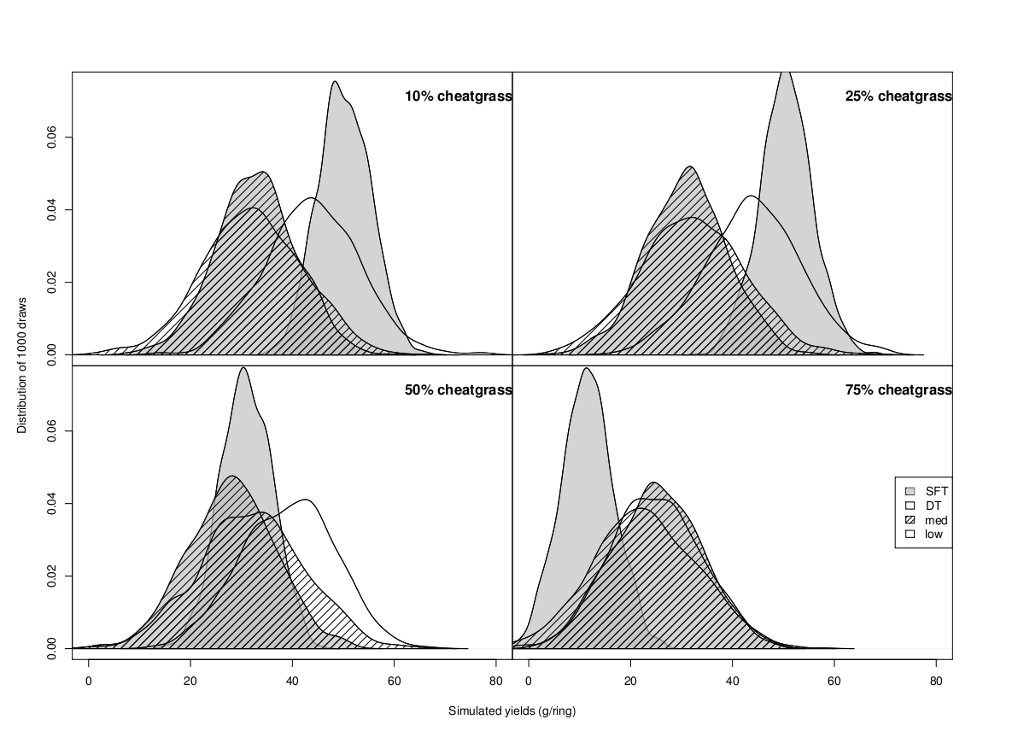 10% cheatgrass
25% cheatgrass
0.00 0.02 0.04 0.06
Distribution of 1000 draws
50% cheatgrass
75% cheatgrass
0.00 0.02 0.04 0.06
SFT
DT
med
low
0 20 40 60 80
0 20 40 60 80
Simulated yields (g/ring)